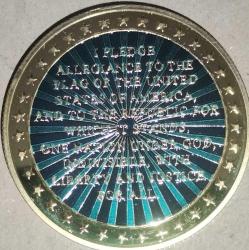 I PLEDGE
ALLEGIANCE TO THE
FLAG OF THE UNITED
STATES OF AMERICA,
AND TO THE REPUBLIC FOR
WHICH IT STANDS,
ONE NATION UNDER GOD,
INDIVISIBLE, WITH
LIBERTY AND JUSTICE
FOR ALL